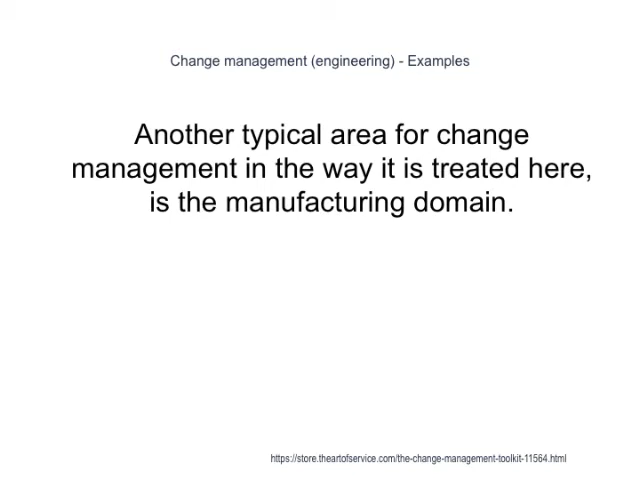 Change management (engineering) - Examples
Another typical area for change
management in the way it is treated here,
is the manufacturing domain.
https://store.theartofservice.com/the-change-management-toolkit-11564.html